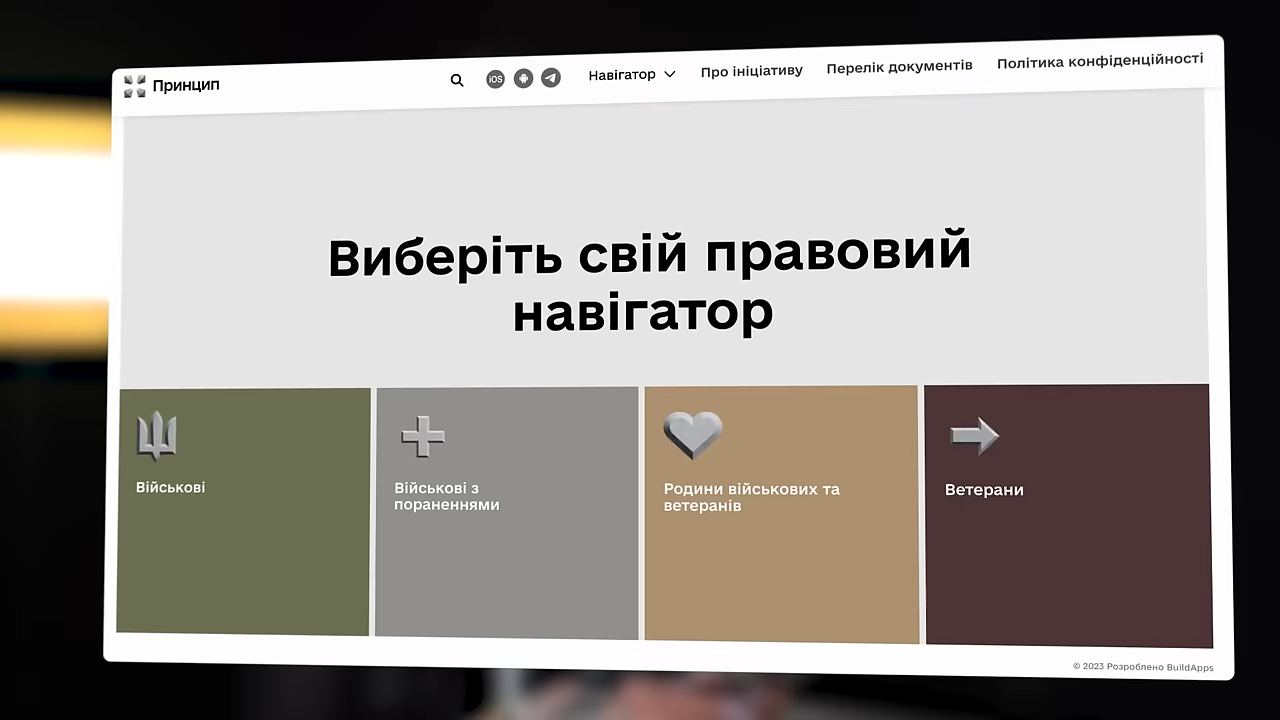 Принцип
iOS
Навігатор
Про ініціативу
Перелік документів
Політика конфіденційності
Виберіть свій правовий
навігатор
Військові
Військові з
пораненнями
Родини військових та
ветеранів
Ветерани
© 2023 Розроблено BuildApps